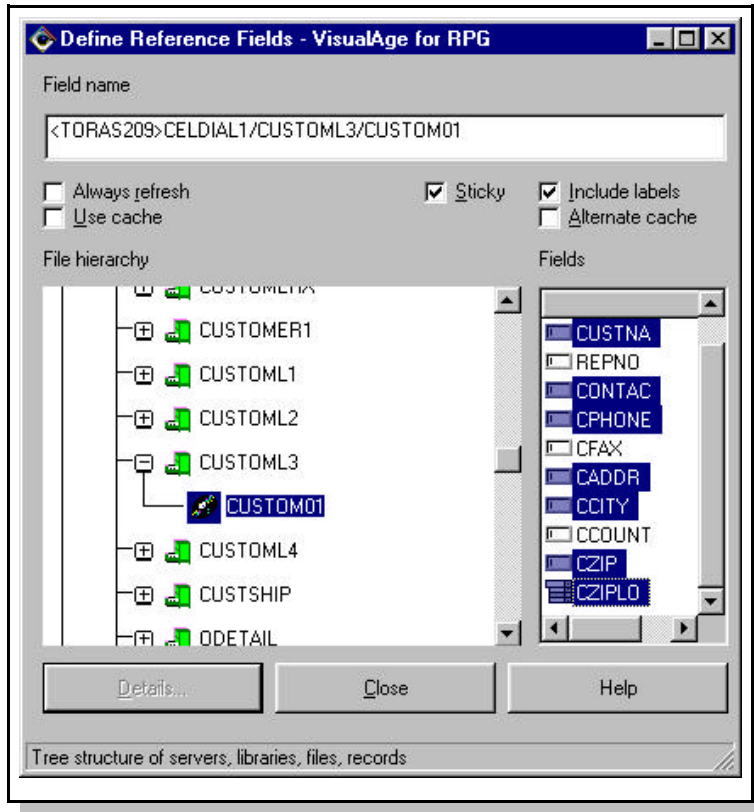 Define Reference Fields - VisualAge for RPG
Field name
<TORAS209>CELDIAL1/CUSTOML3/CUSTOM01
Always refresh
Sticky
Include labels
Use cache
Alternate cache
File hierarchy
Fields
CUSTOMER1
CUSTOML1
CUSTOML2
CUSTOML3
CUSTOM01
CUSTOML4
CUSTSHIP
ODETAIL
CUSTNA
REPNO
CONTAC
CPHONE
CFAX
CADDR
CCITY
CCOUNT
CZIP
CZIPLO
Details...
Close
Help
Tree structure of servers, libraries, files, records